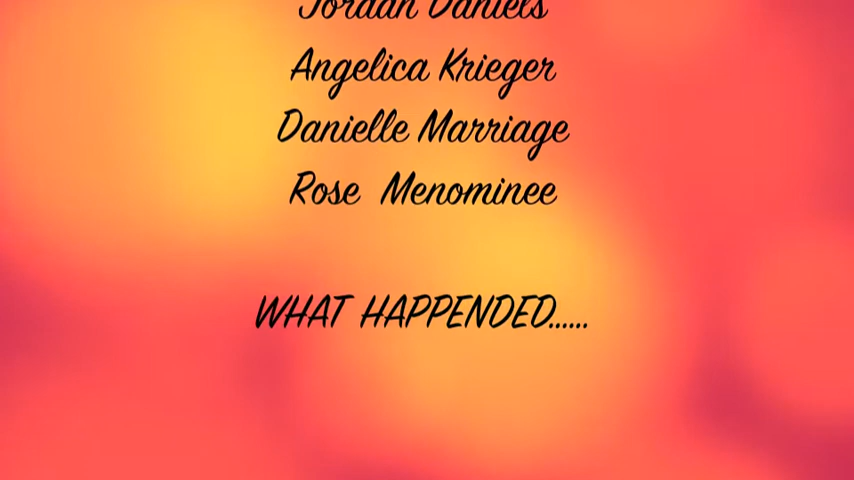 Jordan Daniels
Angelica Krieger
Danielle Marriage
Rose Menominee
WHAT HAPPENDED......